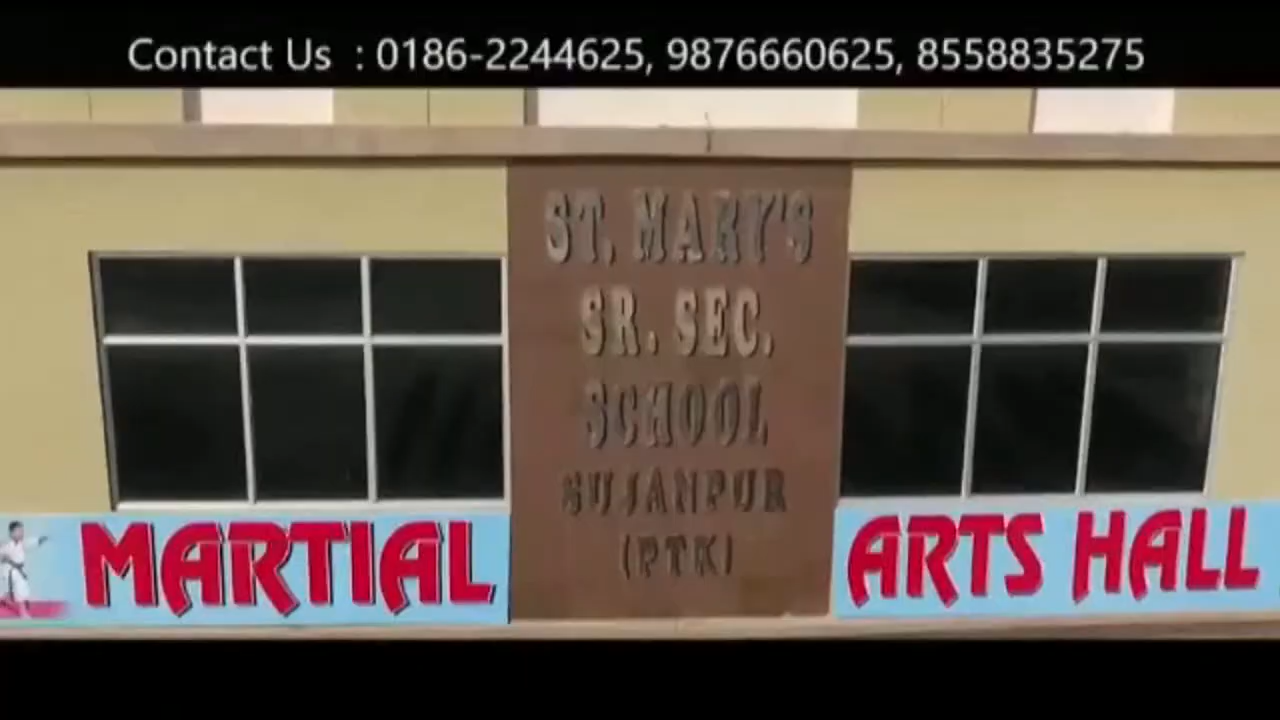 Contact Us : 0186-2244625, 9876660625, 8558835275
ST. MARY'S
SR. SEC.
SCHOOL
SUJANPUR
(PTK)
MARTIAL ARTS HALL